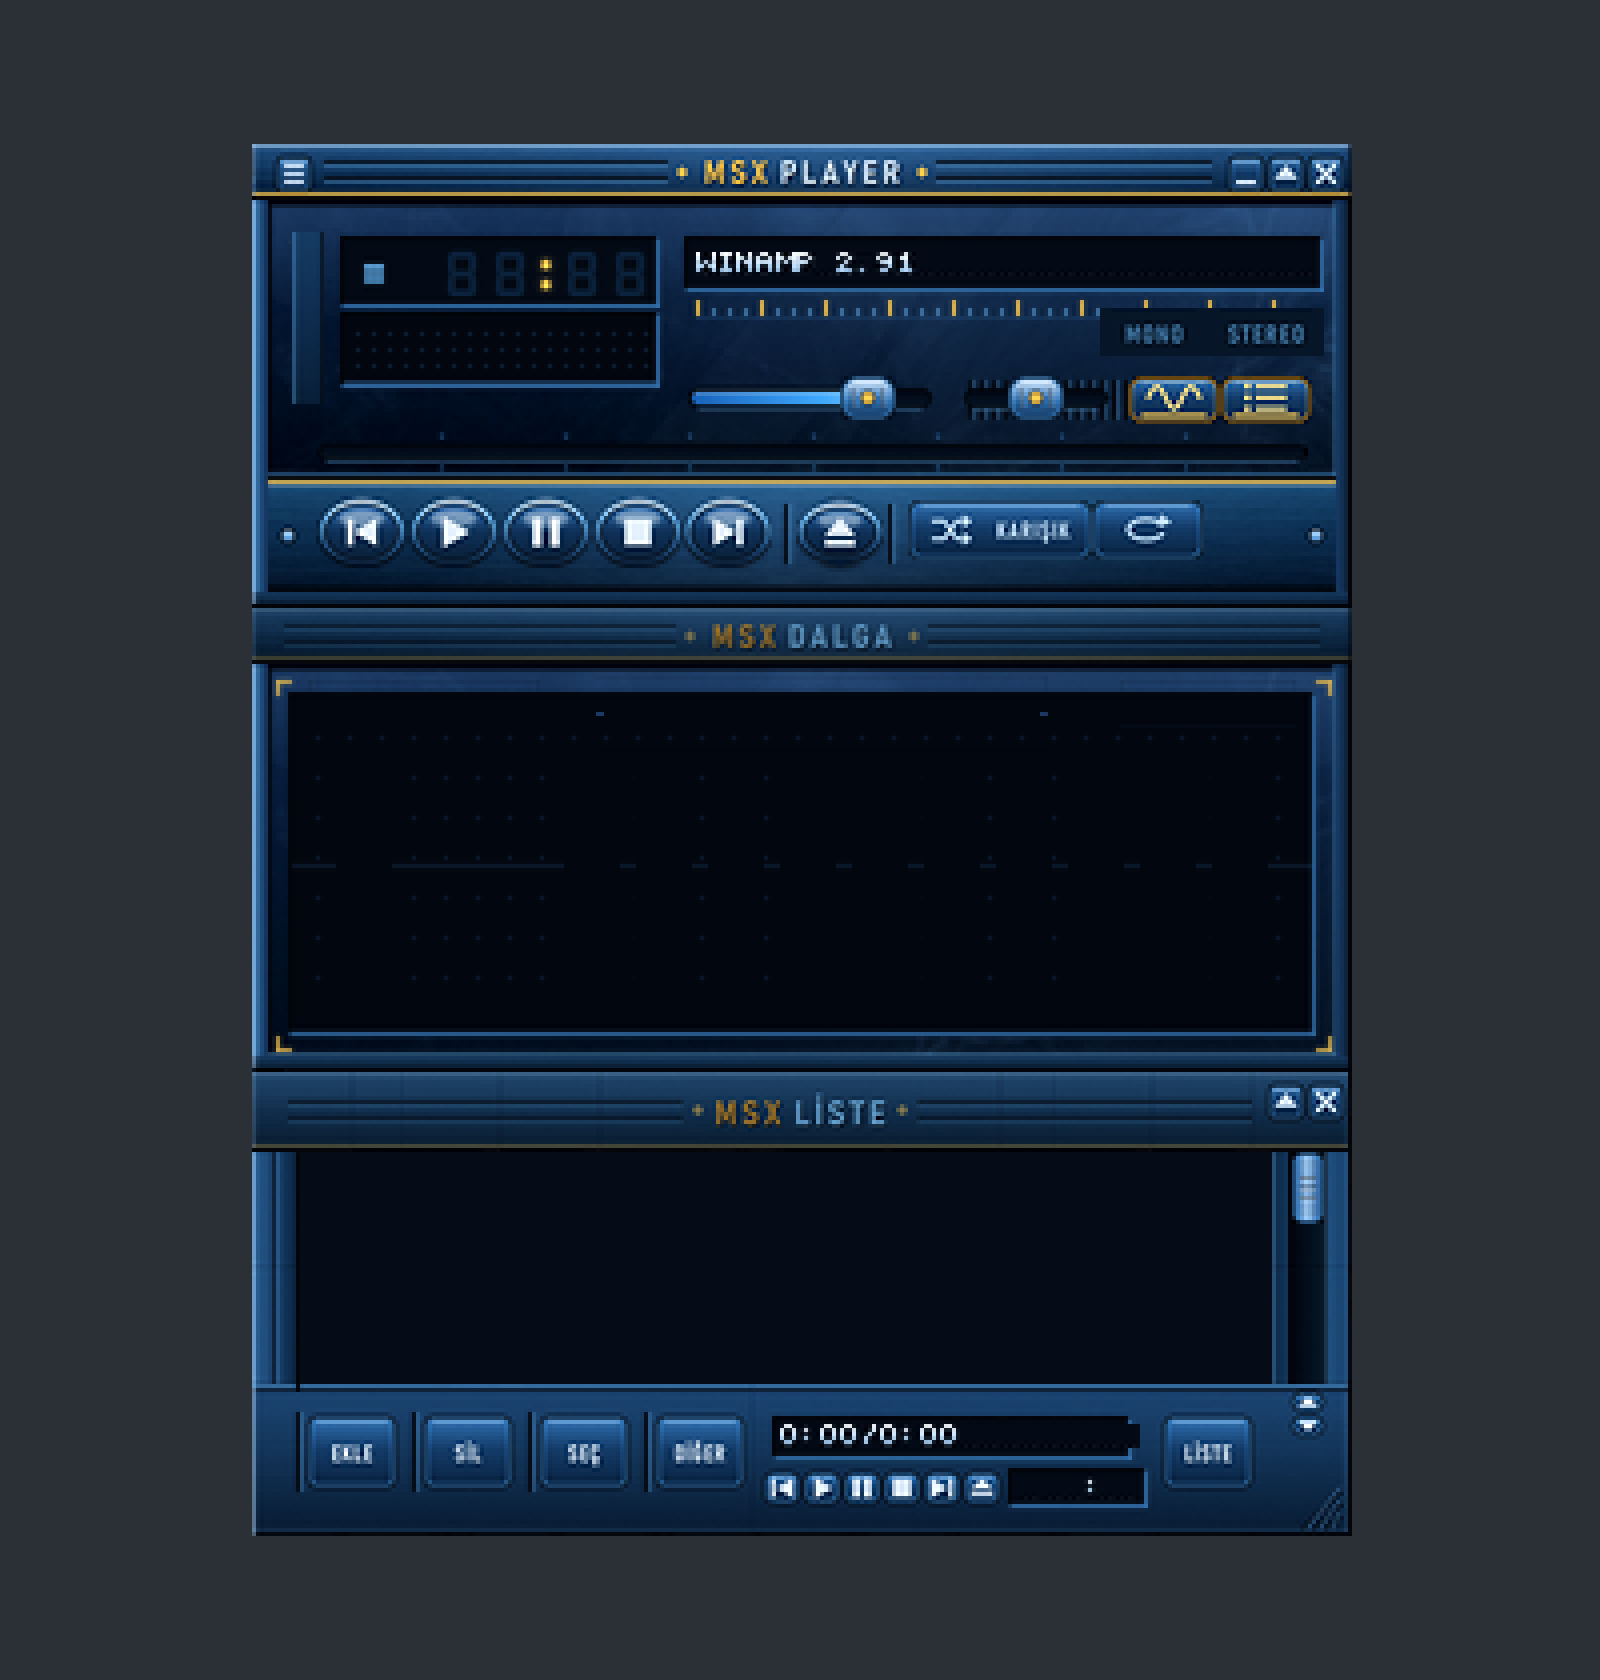 MSX PLAYER
WINAMP 2.91
MONO STEREO
KARIŞIK
MSX DALGA
MSX LİSTE
EKLE SİL SEÇ DİĞER 0:00/0:00 LİSTE
: